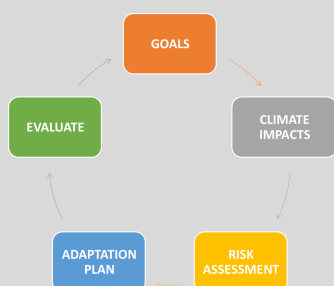 GOALS
CLIMATE
IMPACTS
RISK
ASSESSMENT
ADAPTATION
PLAN
EVALUATE